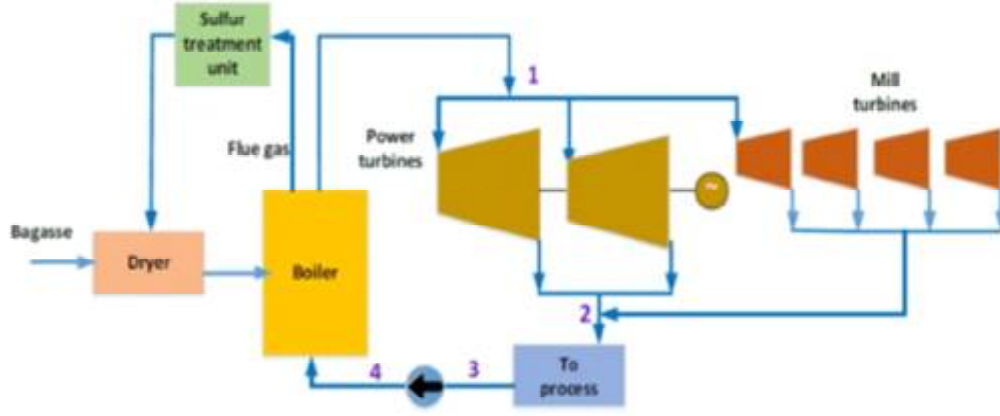 Sulfur
treatment
unit
1
Mill
turbines
Power
turbines
Flue gas
~
Bagasse
Dryer
Boiler
2
To
process
4
3